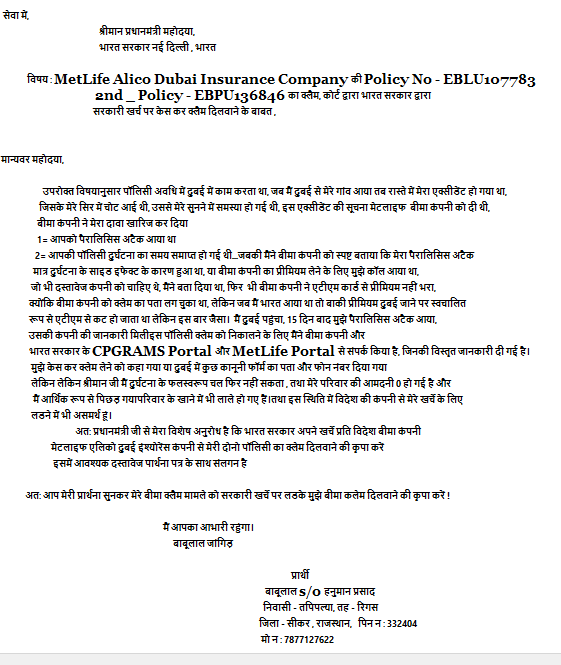 सेवा में,
श्रीमान प्रधानमंत्री महोदया,
भारत सरकार नई दिल्ली , भारत
विषय : MetLife Alico Dubai Insurance Company की Policy No - EBLU107783
2nd _ Policy - EBPU136846 का क्लैम, कोर्ट द्वारा भारत सरकार द्वारा
सरकारी खर्च पर केस कर क्लैम दिलवाने के बाबत .
मान्यवर महोदया,
उपरोक्त विषयानुसार पॉलिसी अवधि में दुबई में काम करता था, जब मैं दुबई से मेरे गांव आया तब रास्ते में मेरा एक्सीडेंट हो गया था,
जिसके मेरे सिर में चोट आई थी, उससे मेरे सुनने में समस्या हो गई थी, इस एक्सीडेंट की सूचना मेटलाइफ बीमा कंपनी को दी थी,
बीमा कंपनी ने मेरा दावा खारिज कर दिया
1= आपको पैरालिसिस अटैक आया था
2= आपकी पॉलिसी दुर्घटना का समय समाप्त हो गई थी...जबकी मैंने बीमा कंपनी को स्पष्ट बताया कि मेरा पैरालिसिस अटैक
मात्र दुर्घटना के साइड इफेक्ट के कारण हुआ था, या बीमा कंपनी का प्रीमियम लेने के लिए मुझे कॉल आया था,
जो भी दस्तावेज कंपनी को चाहिए थे, मैंने बता दिया था, फिर भी बीमा कंपनी ने एटीएम कार्ड से प्रीमियम नही भरा,
क्योंकि बीमा कंपनी को क्लेम का पता लग चुका था, लेकिन जब मैं भारत आया था तो बाकी प्रीमियम दुबई जाने पर स्वचालित
रूप से एटीएम से कट हो जाता था लेकिन इस बार जैसा। मैं दुबई पहुंचा, 15 दिन बाद मुझे पैरालिसिस अटैक आया,
उसकी कंपनी की जानकारी मिलीइस पॉलिसी क्लेम को निकालने के लिए मैंने बीमा कंपनी और
भारत सरकार के CPGRAMS Portal और MetLife Portal से संपर्क किया है, जिनकी विस्तृत जानकारी दी गई है।
मुझे केस कर क्लेम लेने को कहा गया या दुबई में कुछ कानूनी फॉर्म का पता और फोन नंबर दिया गया
लेकिन लेकिन श्रीमान जी मैं दुर्घटना के फलस्वरूप चल फिर नही सकता , तथा मेरे परिवार की आमदनी 0 हो गई है और
मैं आर्थिक रूप से पिछड़ गयापरिवार के खाने में भी लाले हो गए हैं।तथा इस स्थिति में विदेश की कंपनी से मेरे खर्चे के लिए
लडने में भी असमर्थ हूं।
अत: प्रधानमंत्री जी से मेरा विशेष अनुरोध है कि भारत सरकार अपने खर्चे प्रति विदेश बीमा कंपनी
मेटलाइफ एलिको दुबई इंश्योरेंस कंपनी से मेरी दोनो पॉलिसी का क्लेम दिलवाने की कृपा करें
इसमें आवश्यक दस्तावेज पार्थना पत्र के साथ संलगन है
अत: आप मेरी प्रार्थना सुनकर मेरे बीमा क्लैम मामले को सरकारी खर्चे पर लडके मुझे बीमा कलेम दिलवाने की कृपा करें !
मैं आपका आभारी रहूंगा।
बाबूलाल जांगिड़
प्रार्थी
बाबूलाल s/o हनुमान प्रसाद
निवासी - तपिपल्या, तह - रिगस
जिला - सीकर , राजस्थान, पिन न : 332404
मो न : 7877127622